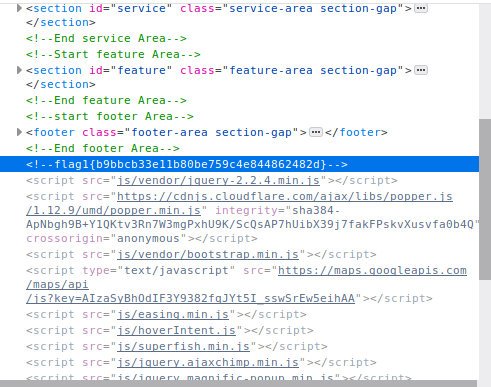 <section id="service" class="service-area section-gap">
</section>
<!--End service Area-->
<!--Start feature Area-->
<section id="feature" class="feature-area section-gap">
</section>
<!--End feature Area-->
<!--start footer Area-->
<footer class="footer-area section-gap"></footer>
<!--End footer Area-->
<!--flag1{b9bbcb33e11b80be759c4e844862482d}-->
<script src="js/vendor/jquery-2.2.4.min.js"></script>
<script src="https://cdnjs.cloudflare.com/ajax/libs/popper.js
/1.12.9/umd/popper.min.js" integrity="sha384-
ApNbgh9B+Y1QKtv3Rn7W3mgPxhU9K/ScQsAP7hUibX39j7fakFPskvXusvfa0b4Q"
crossorigin="anonymous"></script>
<script src="js/vendor/bootstrap.min.js"></script>
<script type="text/javascript" src="https://maps.googleapis.com
/maps/api
/js?key=AIzaSyBhOdIF3Y9382fqJYt5I_sswSrEw5eihAA"></script>
<script src="js/easing.min.js"></script>
<script src="js/hoverIntent.js"></script>
<script src="js/superfish.min.js"></script>
<script src="js/jquery.ajaxchimp.min.js"></script>
<script src="js/jquery.magnific-popup.min.js"></script>